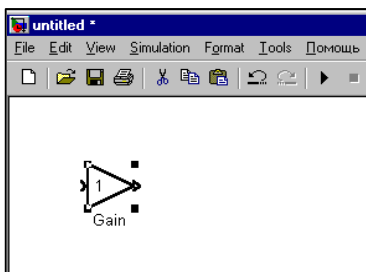 untitled *
File Edit View Simulation Format Tools Помощь
1
Gain